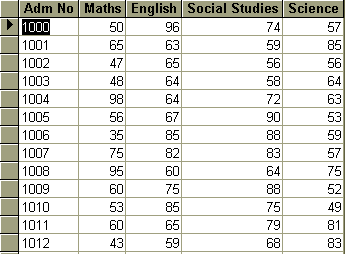 Adm No Maths English Social Studies Science
1000 50 96 74 57
1001 65 63 59 85
1002 47 65 56 56
1003 48 64 58 64
1004 98 64 72 63
1005 56 67 90 53
1006 35 85 88 59
1007 75 82 83 57
1008 95 60 64 75
1009 60 75 88 52
1010 53 85 75 49
1011 60 65 79 81
1012 43 59 68 83